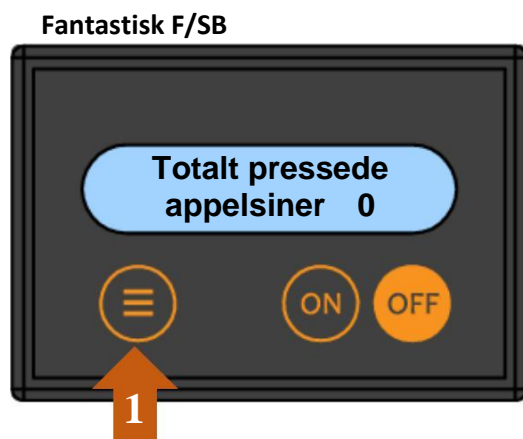 Fantastisk F/SB
Totalt pressede
appelsiner 0
ON OFF
1